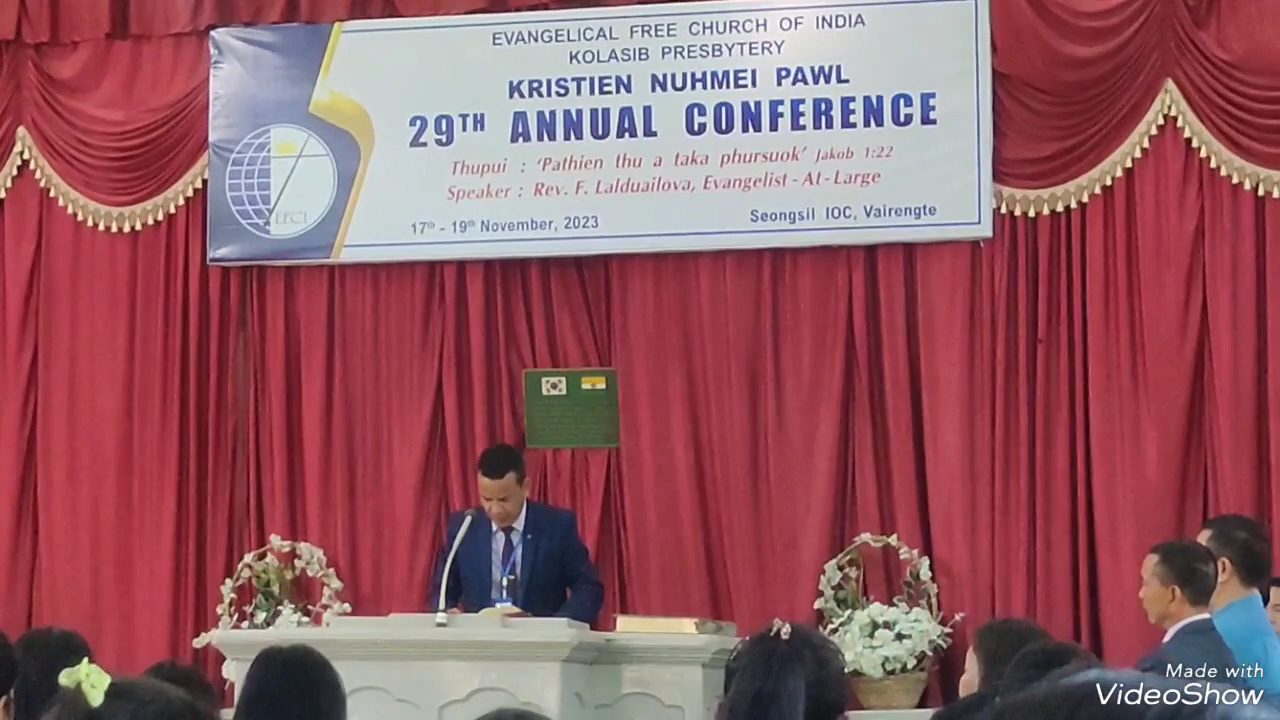 EVANGELICAL FREE CHURCH OF INDIA
KOLASIB PRESBYTERY
KRISTIEN NUHMEI PAWL
29TH ANNUAL CONFERENCE
Thupui : 'Pathien thu a taka phursuok' Jakob 1:22
Speaker : Rev. F. Lalduailova, Evangelist-At-Large
17th - 19th November, 2023
Seongsil IOC, Vairengte
EFCI
Made with
VideoShow